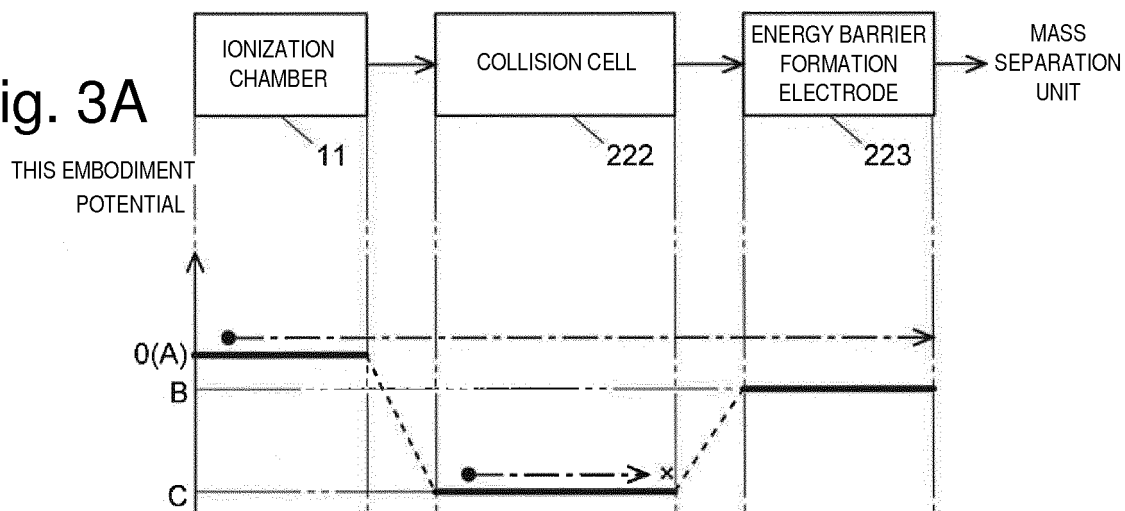 IONIZATION
CHAMBER
COLLISION CELL
ENERGY BARRIER
FORMATION
ELECTRODE
MASS
SEPARATION
UNIT
ig. 3A
11
222
223
THIS EMBODIMENT
POTENTIAL
0(A)
B
C